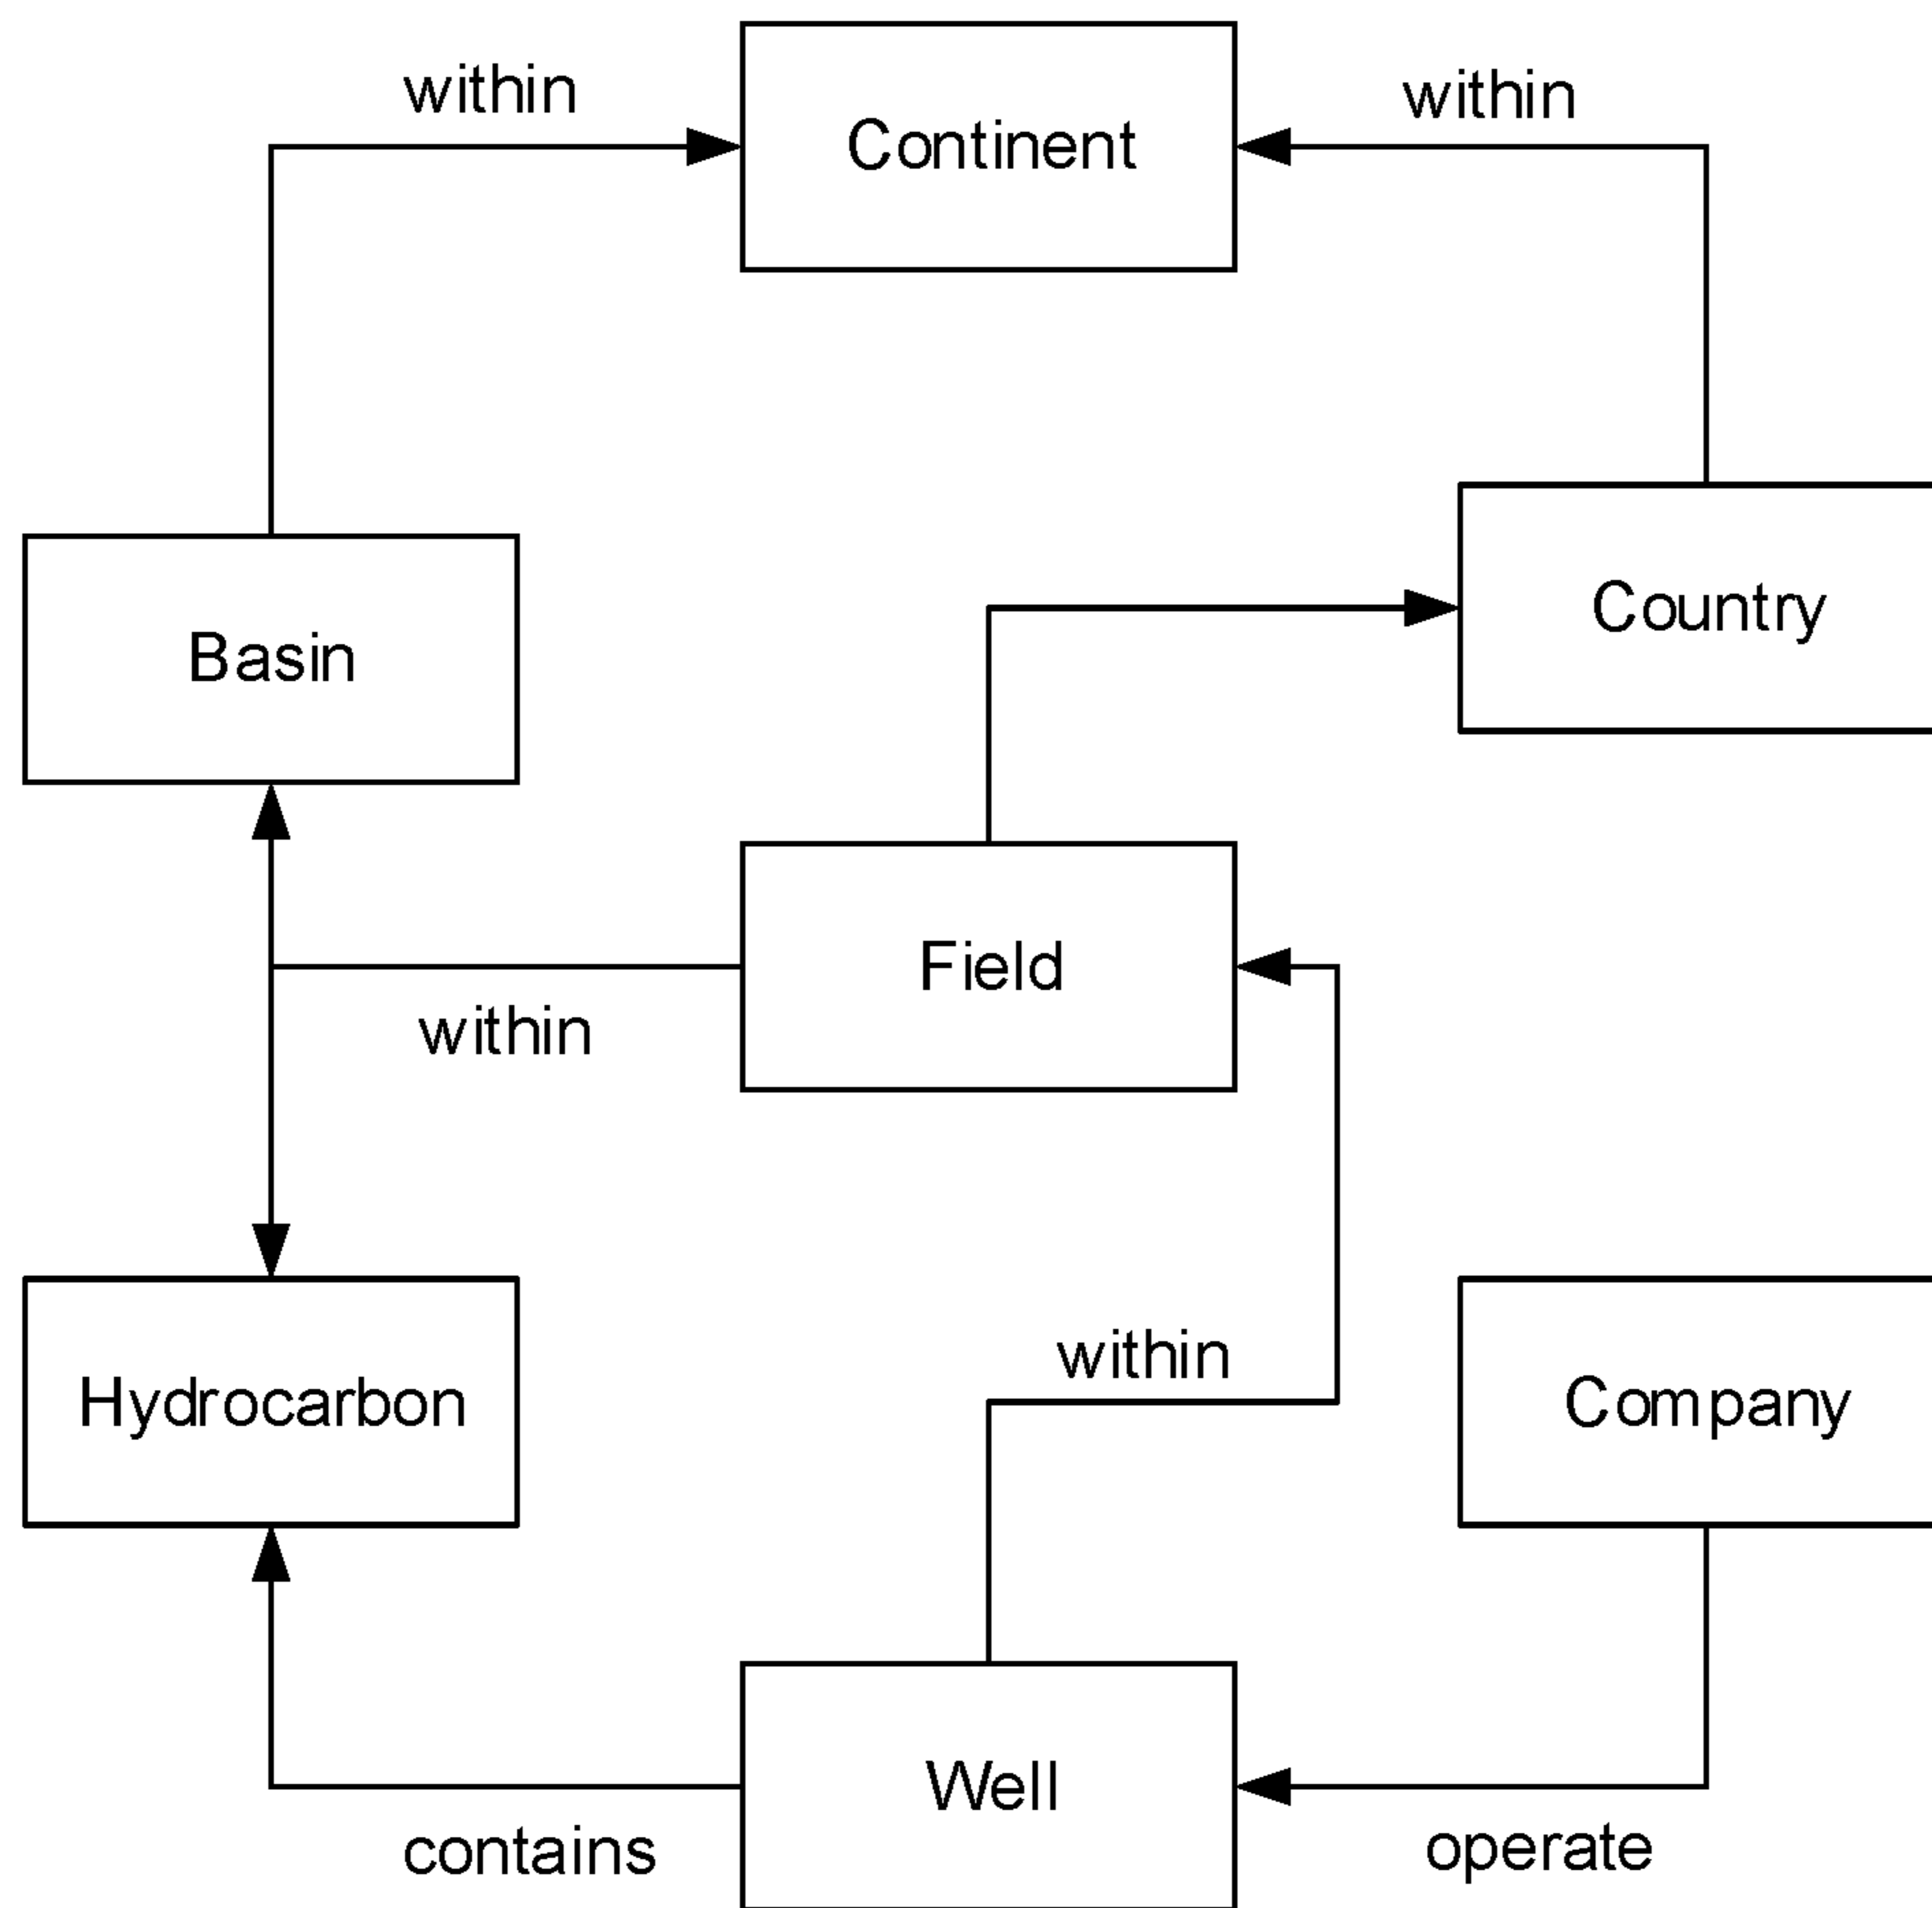 within
within
Continent
Country
Basin
Field
within
within
Hydrocarbon
Company
Well
contains
operate